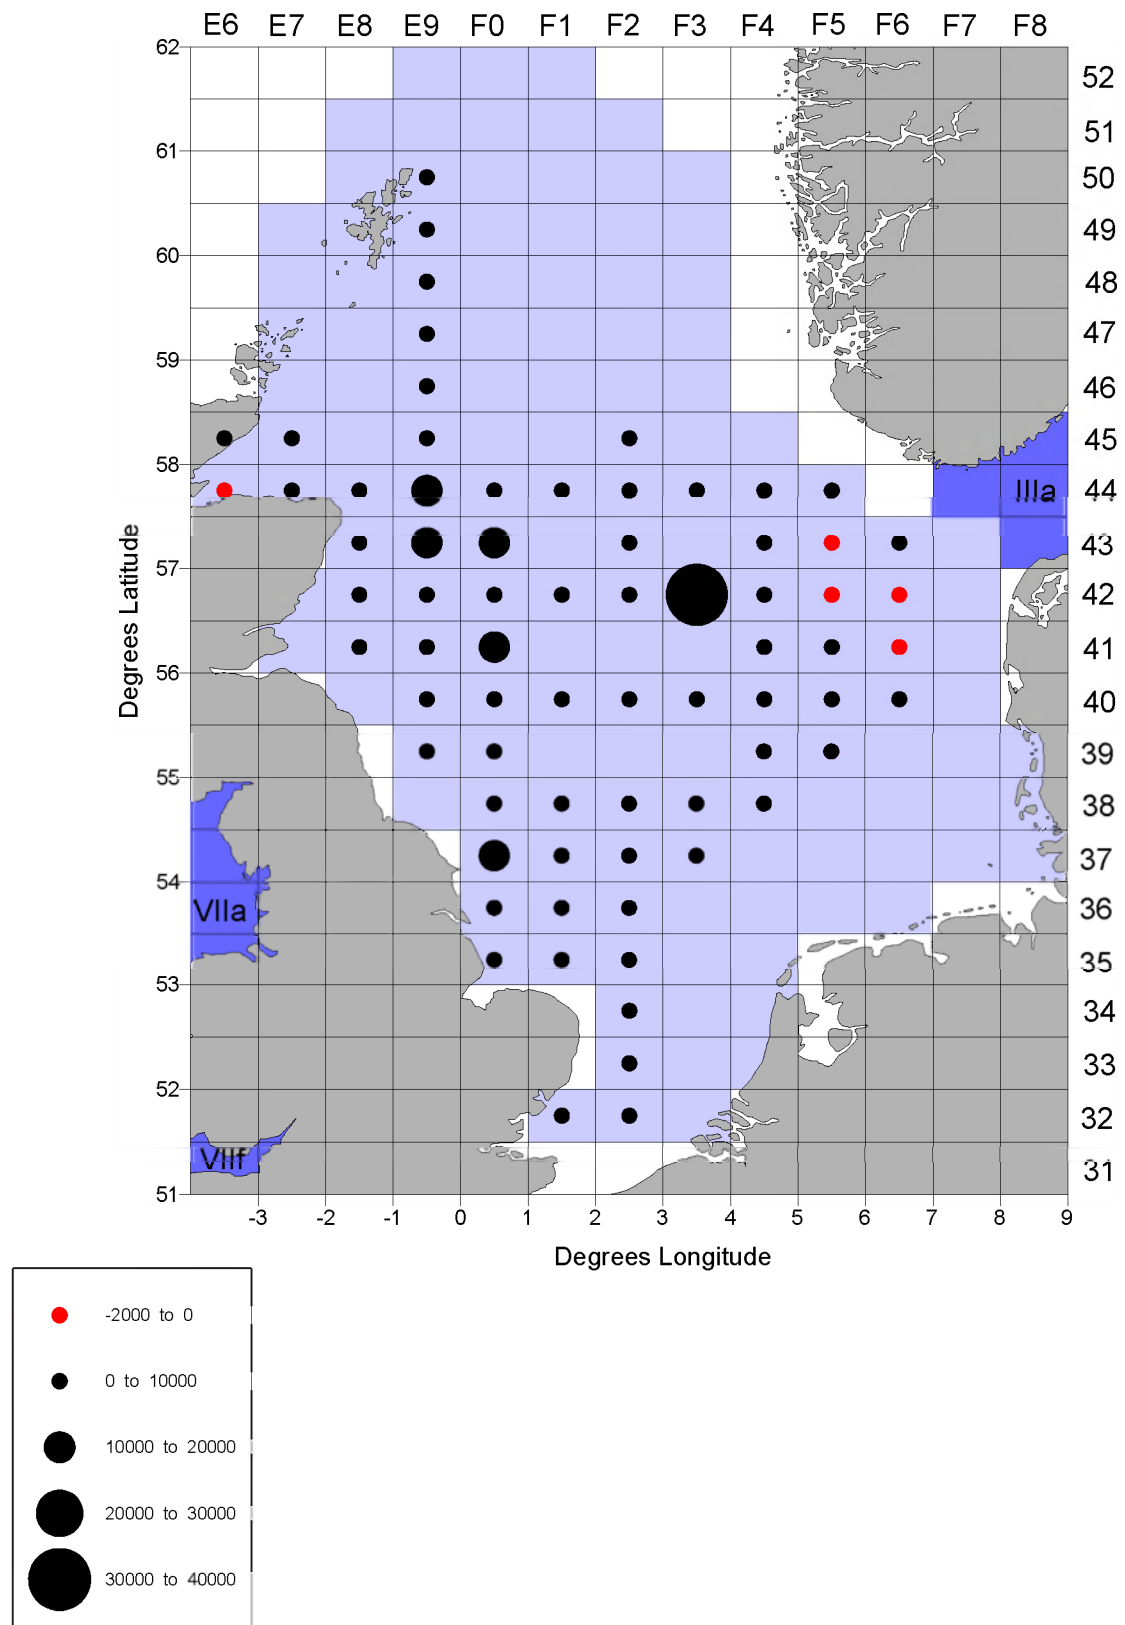 E6 E7 E8 E9 F0 F1 F2 F3 F4 F5 F6 F7 F8
62
52
51
61
50
49
60
48
47
59
46
45
58
44
IIIa
43
57
42
41
56
40
39
55
38
37
54
36
VIIa
35
53
34
33
52
32
VIIf
31
51
Degrees Latitude
-3 -2 -1 0 1 2 3 4 5 6 7 8 9
Degrees Longitude
-2000 to 0
0 to 10000
10000 to 20000
20000 to 30000
30000 to 40000